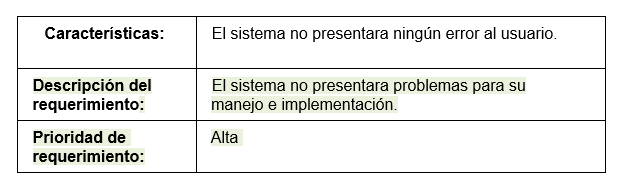 Características: El sistema no presentara ningún error al usuario.
Descripción del El sistema no presentara problemas para su
requerimiento: manejo e implementación.
Prioridad de Alta
requerimiento: